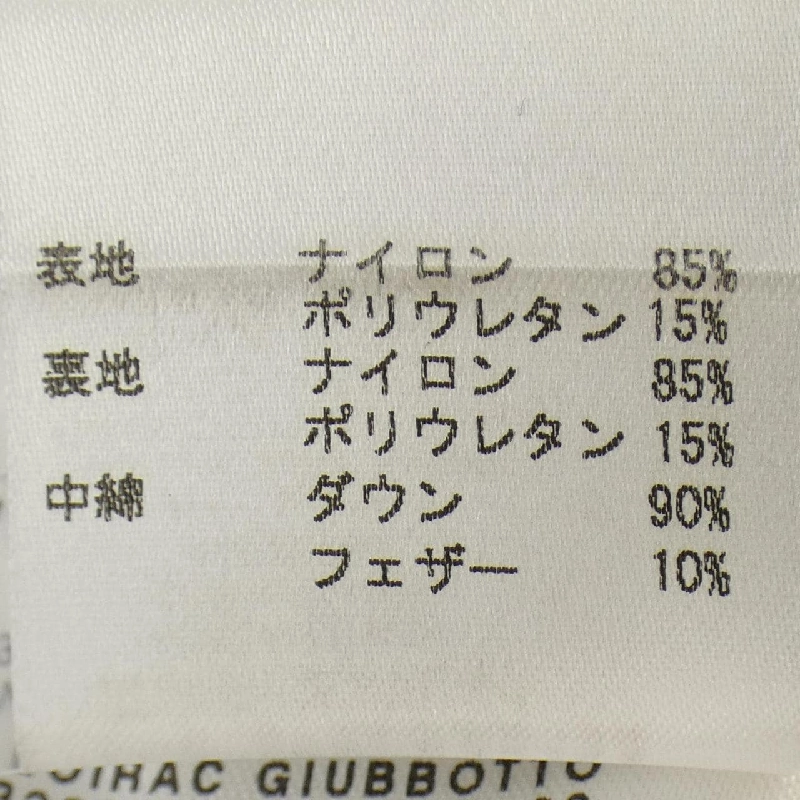 表地 ナイロン 85%
ポリウレタン 15%
裏地 ナイロン 85%
ポリウレタン 15%
中綿 ダウン 90%
フェザー 10%
GIUBBOTTO